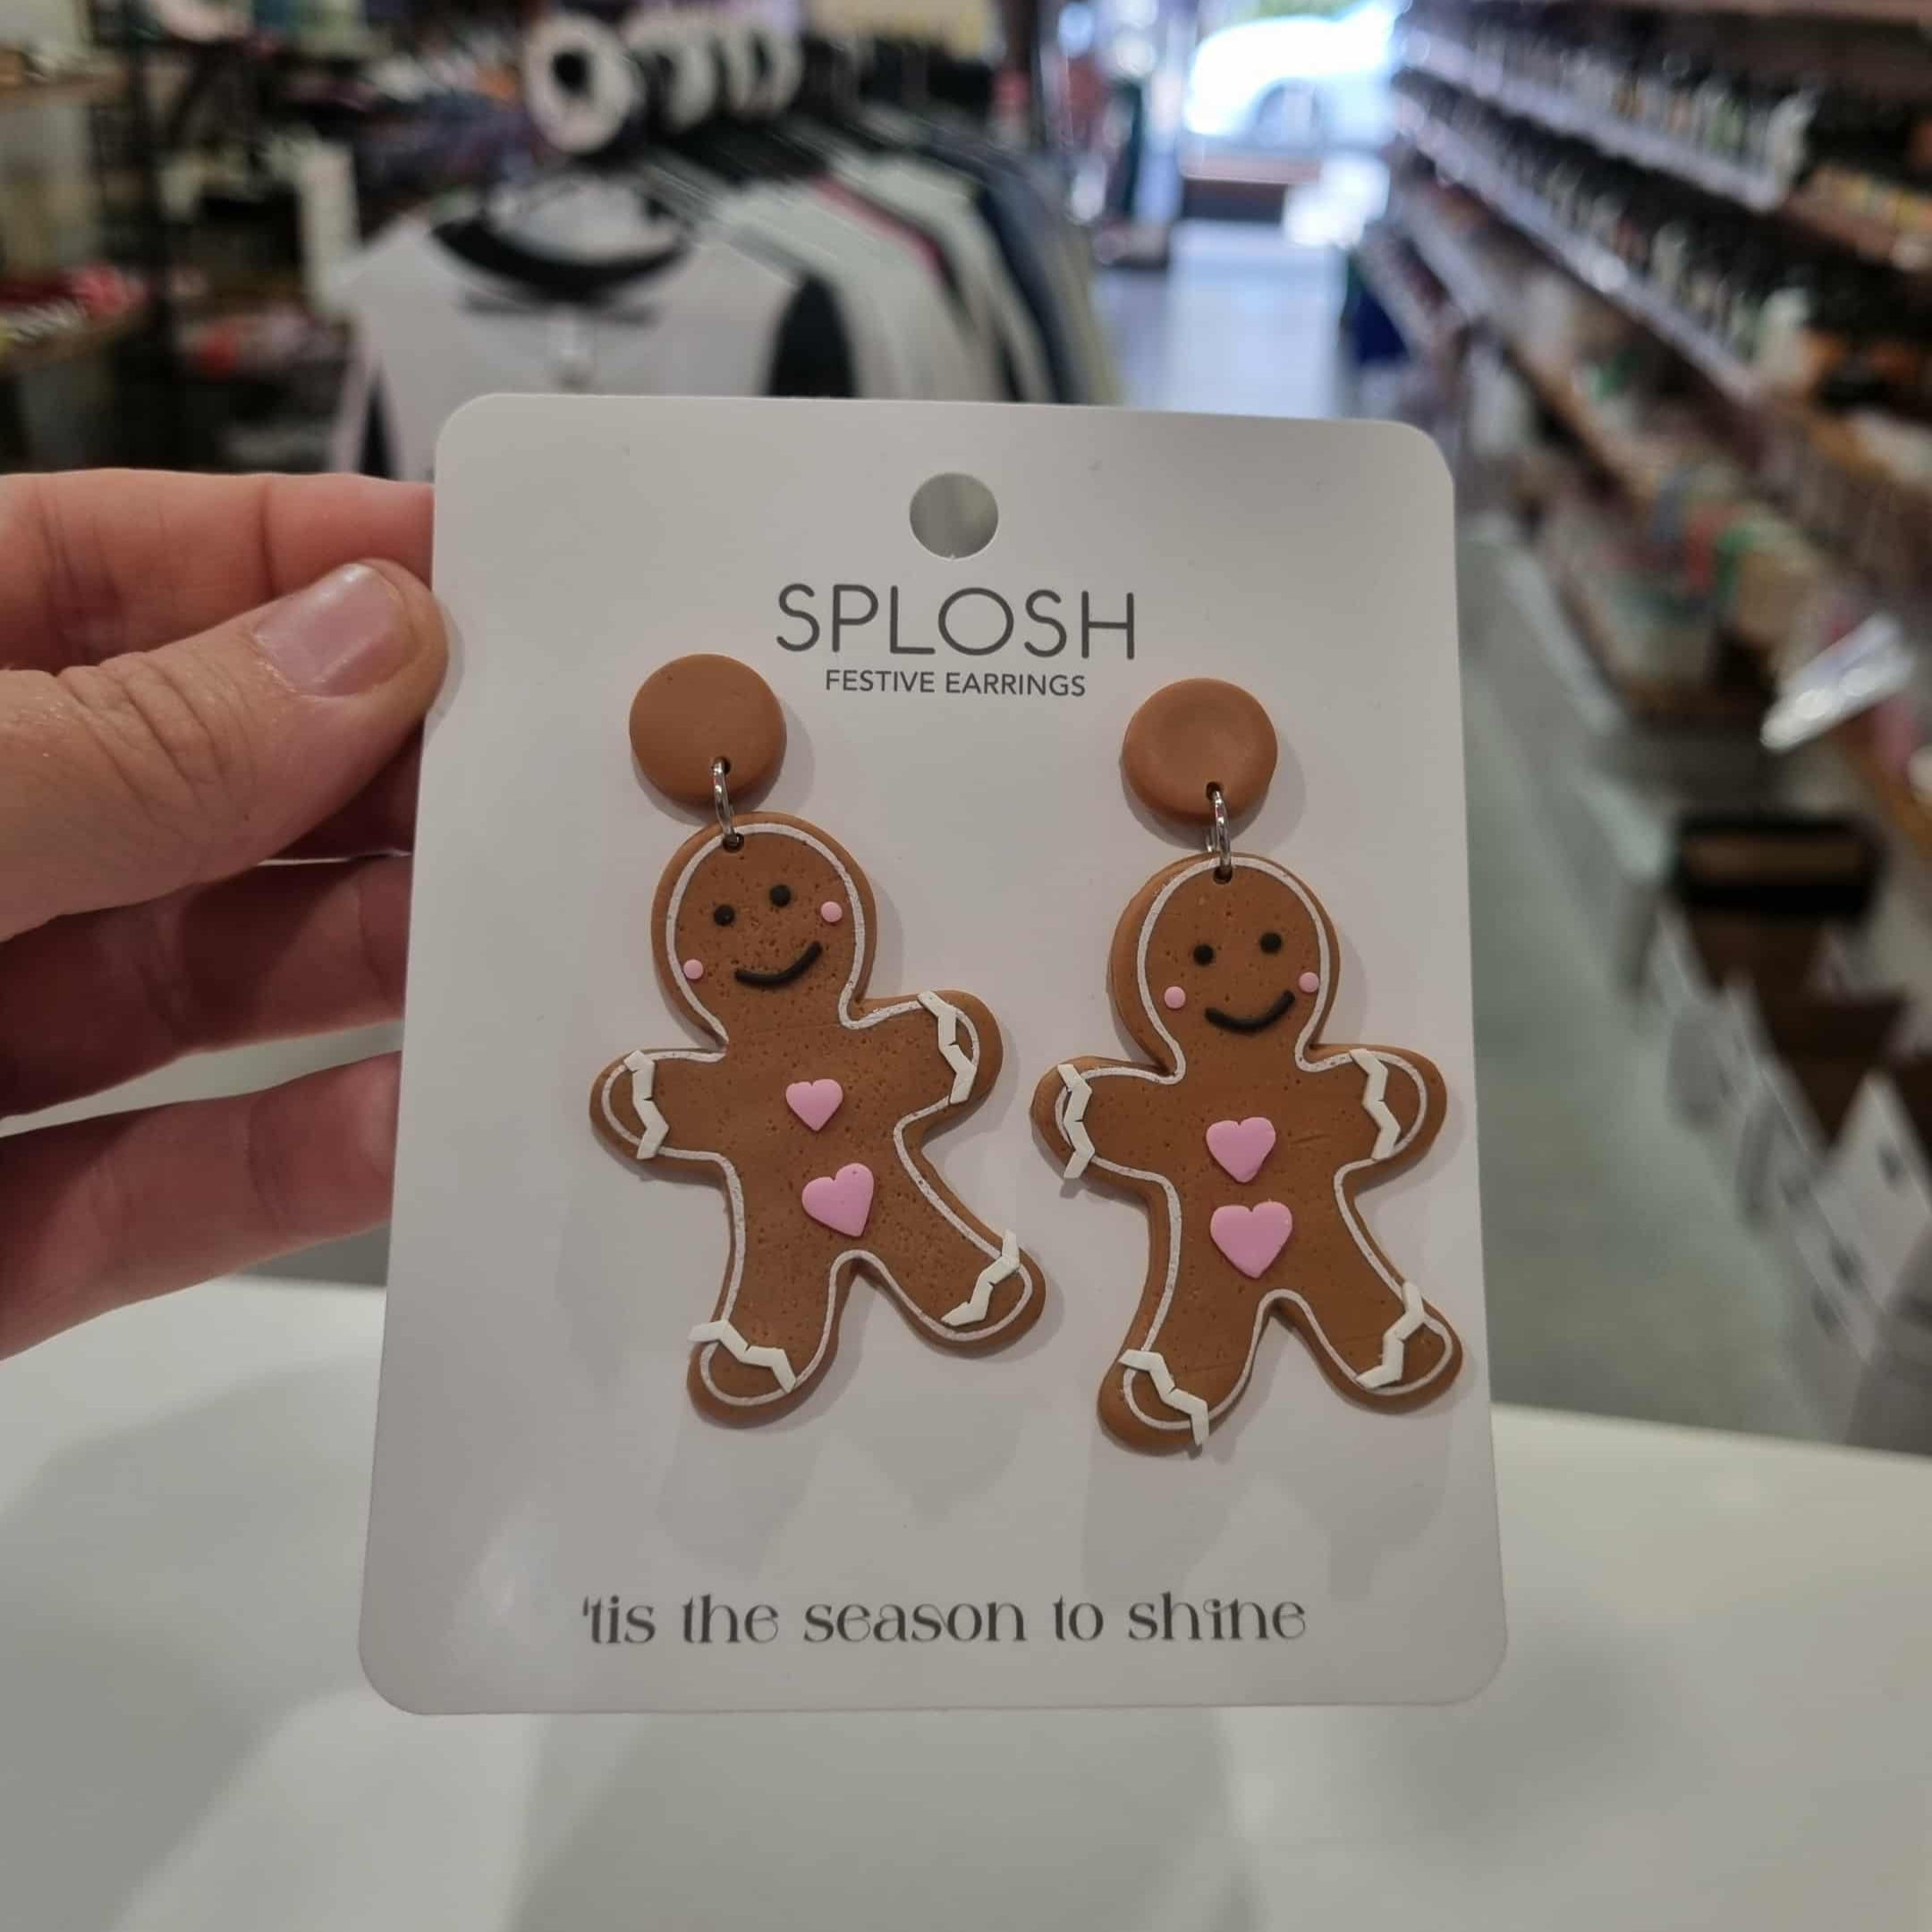 SPLOSH
FESTIVE EARRINGS
'tis the season to shine